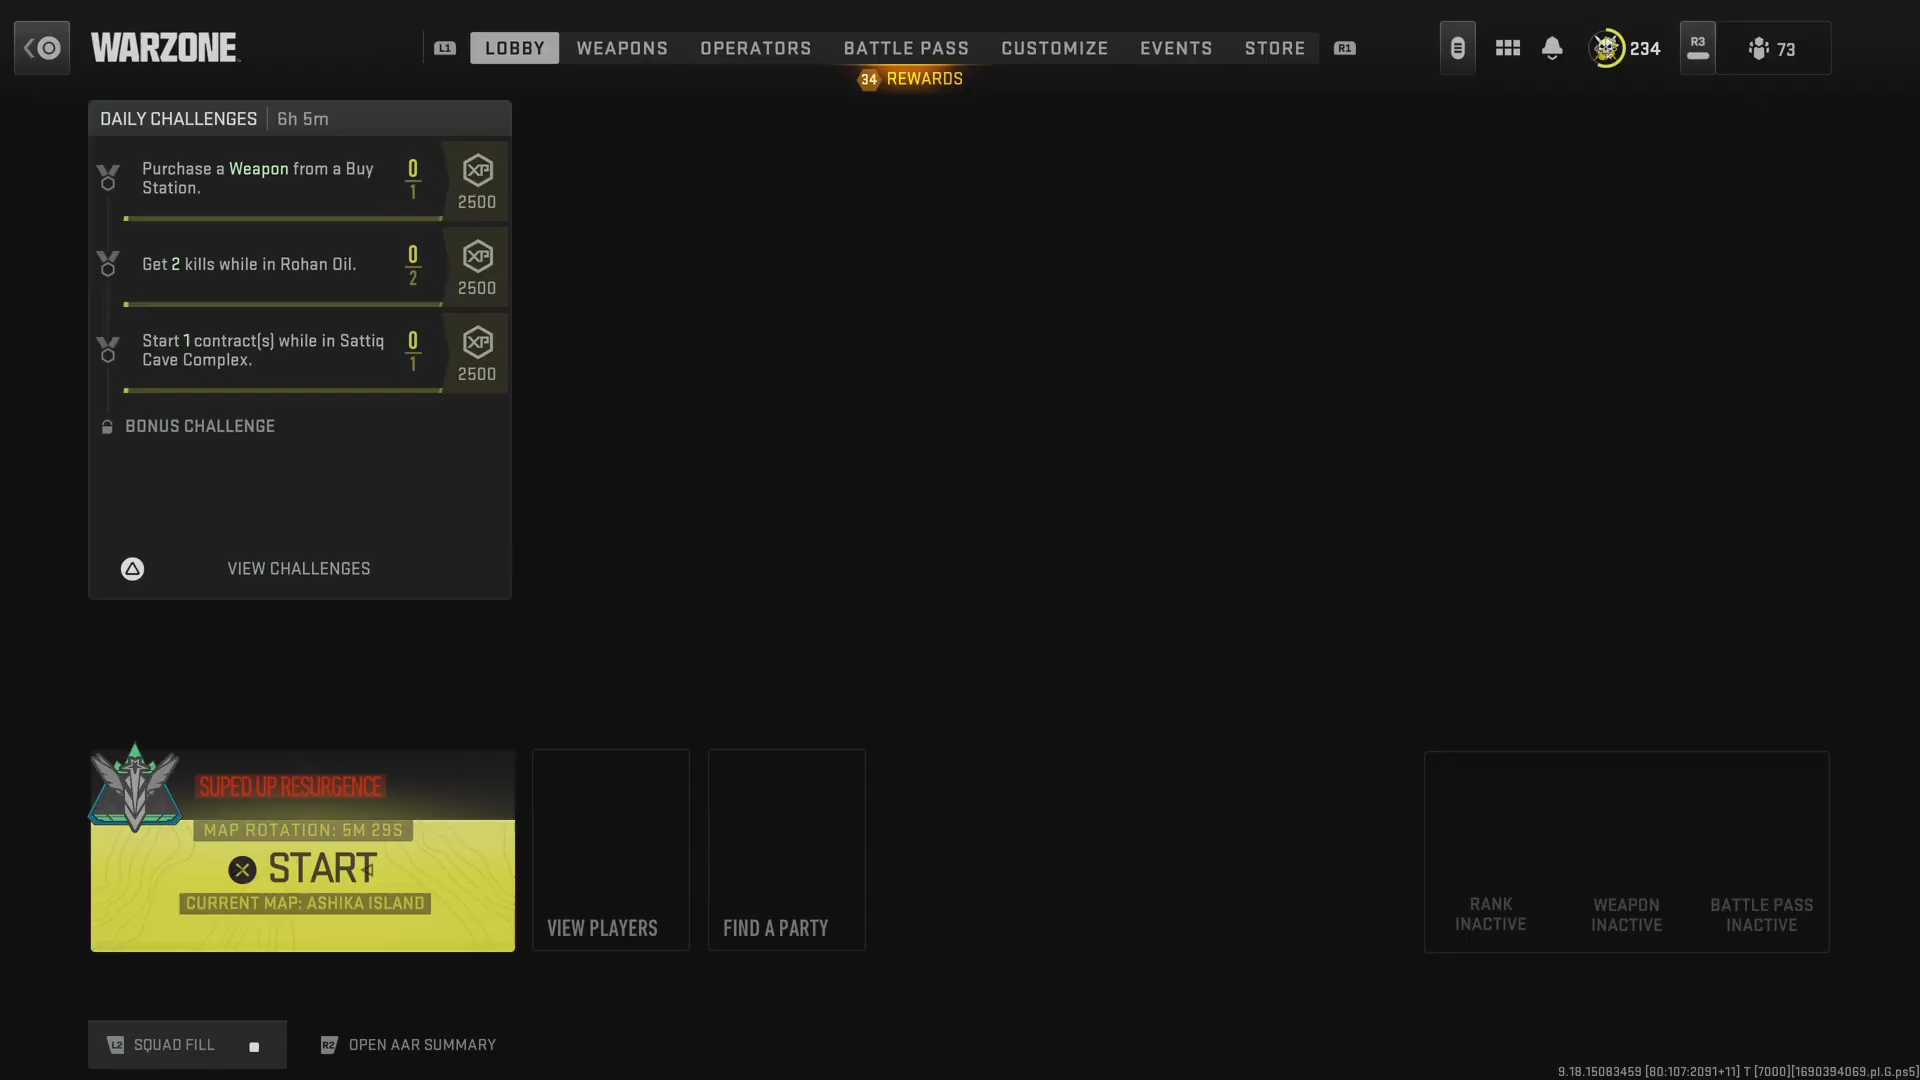 WARZONE
L1 LOBBY WEAPONS OPERATORS BATTLE PASS CUSTOMIZE EVENTS STORE R1
34 REWARDS
234
R3
73
DAILY CHALLENGES 6h 5m
Purchase a Weapon from a Buy
Station.
0
1
XP
2500
Get 2 kills while in Rohan Oil.
0
2
XP
2500
Start 1 contract(s) while in Sattiq
Cave Complex.
0
1
XP
2500
BONUS CHALLENGE
VIEW CHALLENGES
SUPED UP RESURGENCE
MAP ROTATION: 5M 29S
START
CURRENT MAP: ASHIKA ISLAND
VIEW PLAYERS
FIND A PARTY
RANK
INACTIVE
WEAPON
INACTIVE
BATTLE PASS
INACTIVE
L2 SQUAD FILL
R2 OPEN AAR SUMMARY
9.18.15083459 [80:107:2091+11] T [7000][1690394069.pl.G.ps5]